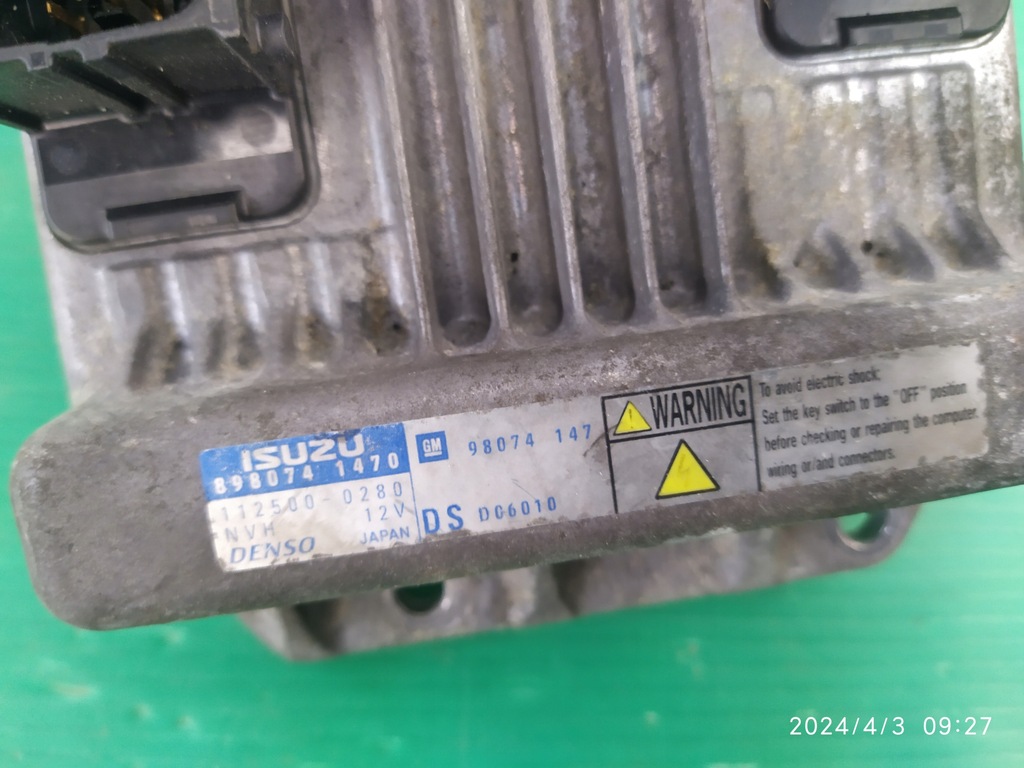 ISUZU
898074 1470
112500-0280
NVH 12V
DENSO JAPAN
GM 98074 147
DS DC6010
WARNING
To avoid electric shock:
Set the key switch to the "OFF" position
before checking or repairing the computer,
wiring or/and connectors.
2024/4/3 09:27